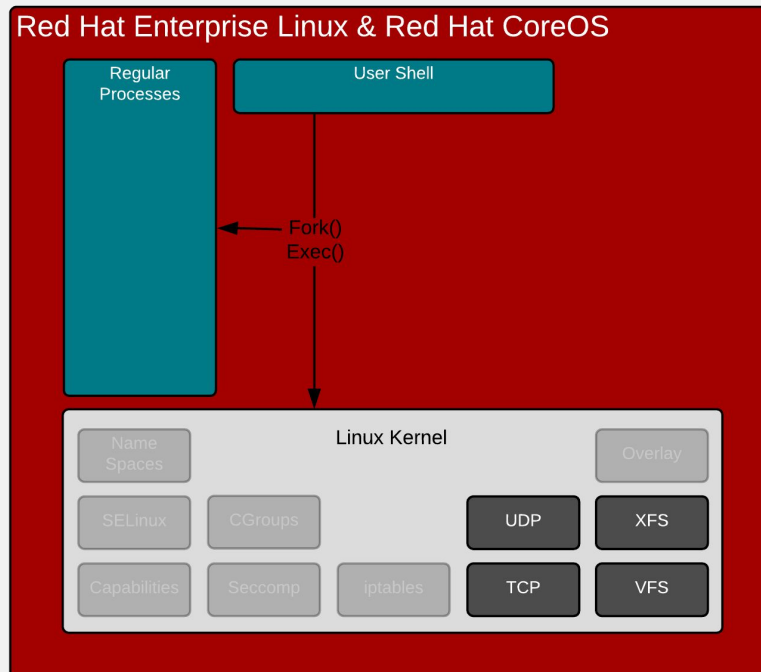 Red Hat Enterprise Linux & Red Hat CoreOS
Regular
Processes
User Shell
Fork()
Exec()
Linux Kernel
Name
Spaces
Overlay
SELinux
CGroups
UDP
XFS
Capabilities
Seccomp
iptables
TCP
VFS